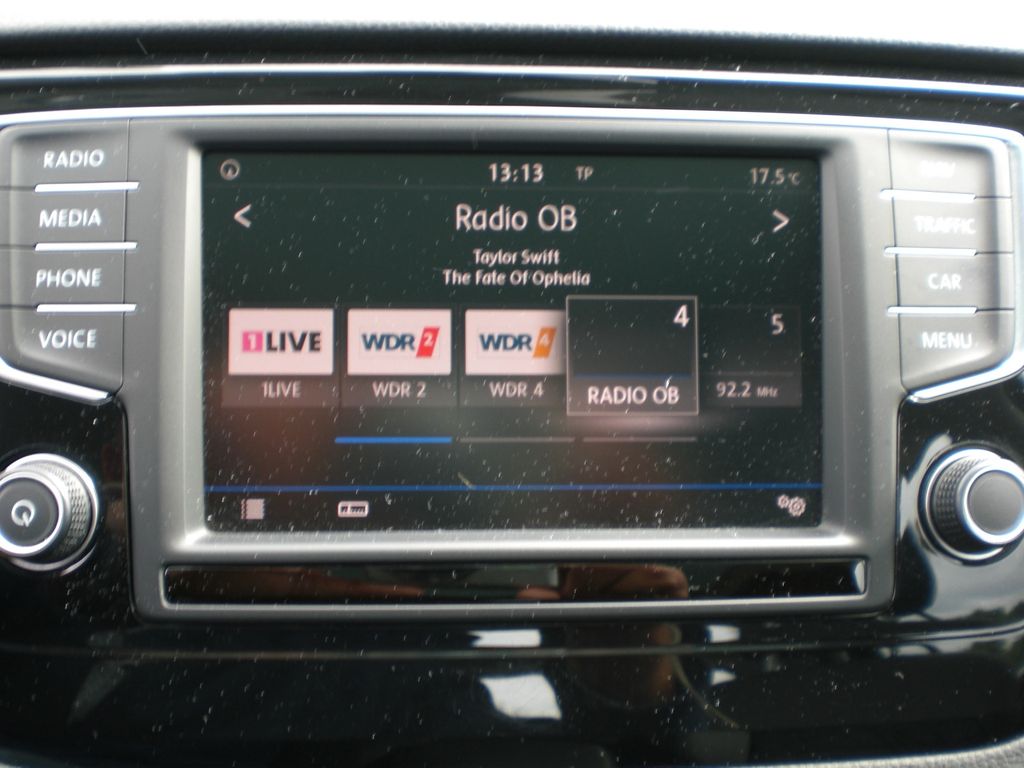 RADIO
MEDIA
PHONE
VOICE
13:13 TP 17.5°C
< Radio OB >
Taylor Swift
The Fate Of Ophelia
1LIVE
1LIVE
WDR 2
WDR 2
WDR 4
WDR 4
4
RADIO OB
5
92.2 MHz
NAV
TRAFFIC
CAR
MENU